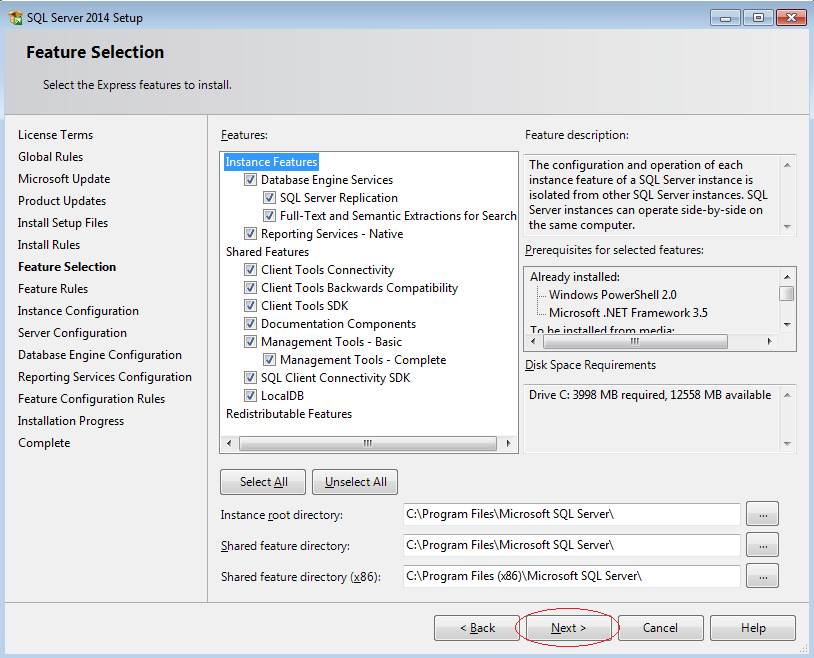 SQL Server 2014 Setup
Feature Selection
Select the Express features to install.
License Terms
Global Rules
Microsoft Update
Product Updates
Install Setup Files
Install Rules
Feature Selection
Feature Rules
Instance Configuration
Server Configuration
Database Engine Configuration
Reporting Services Configuration
Feature Configuration Rules
Installation Progress
Complete
Features:
Instance Features
Database Engine Services
SQL Server Replication
Full-Text and Semantic Extractions for Search
Reporting Services - Native
Shared Features
Client Tools Connectivity
Client Tools Backwards Compatibility
Client Tools SDK
Documentation Components
Management Tools - Basic
Management Tools - Complete
SQL Client Connectivity SDK
LocalDB
Redistributable Features
Feature description:
The configuration and operation of each
instance feature of a SQL Server instance is
isolated from other SQL Server instances. SQL
Server instances can operate side-by-side on
the same computer.
Prerequisites for selected features:
Already installed:
Windows PowerShell 2.0
Microsoft .NET Framework 3.5
To be installed from media:
Disk Space Requirements
Drive C: 3998 MB required, 12558 MB available
Select All
Unselect All
Instance root directory:
C:\Program Files\Microsoft SQL Server\
...
Shared feature directory:
C:\Program Files\Microsoft SQL Server\
...
Shared feature directory (x86):
C:\Program Files (x86)\Microsoft SQL Server\
...
< Back
Next >
Cancel
Help